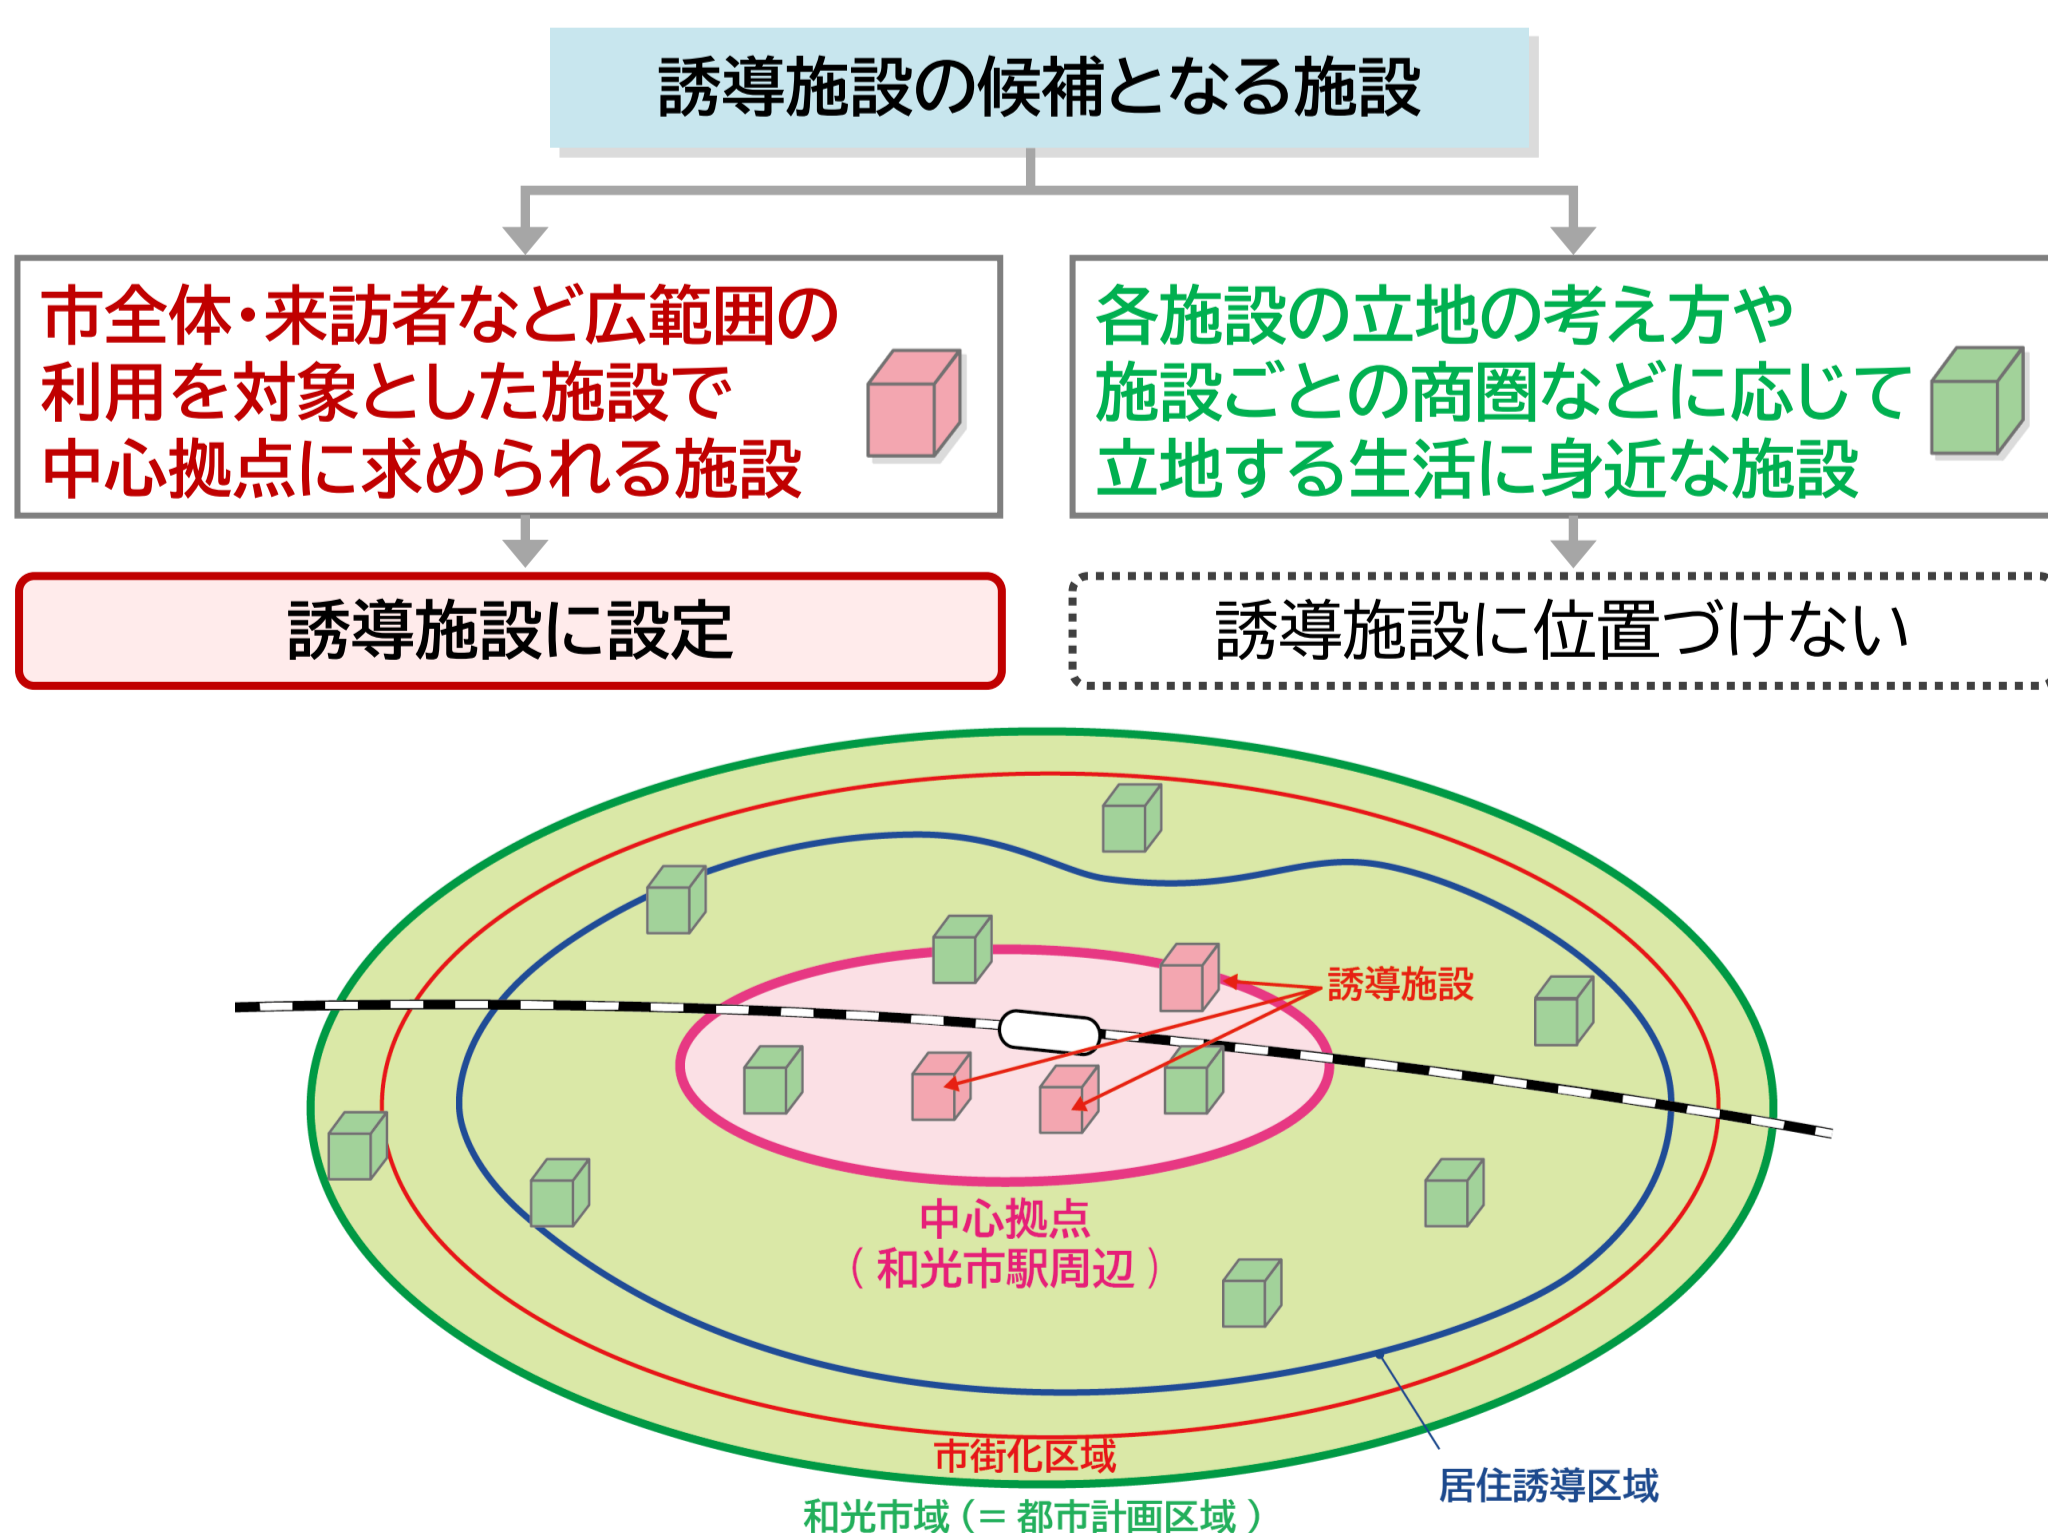 誘導施設の候補となる施設
市全体・来訪者など広範囲の
利用を対象とした施設で
中心拠点に求められる施設
各施設の立地の考え方や
施設ごとの商圏などに応じて
立地する生活に身近な施設
誘導施設に設定
誘導施設に位置づけない
誘導施設
中心拠点
(和光市駅周辺)
市街化区域
居住誘導区域
和光市域(=都市計画区域)